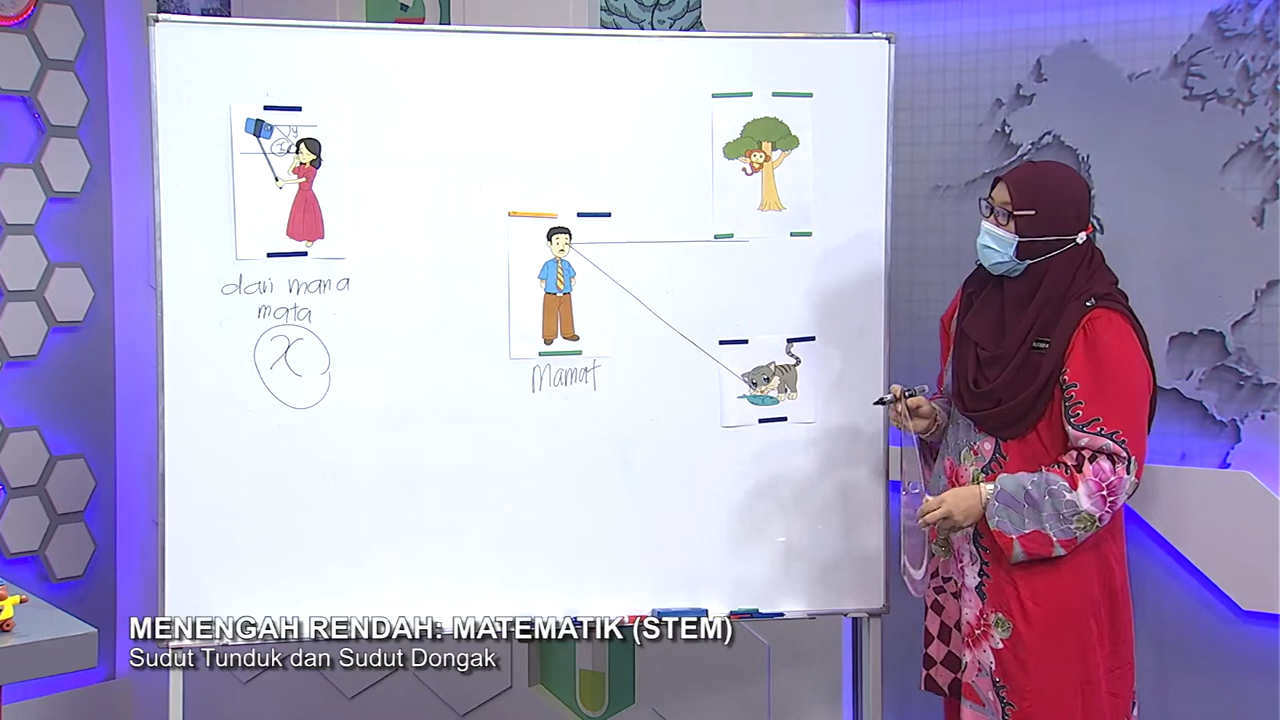 y
x
dari mana
mata
x
Mamat
MENENGAH RENDAH: MATEMATIK (STEM)
Sudut Tunduk dan Sudut Dongak